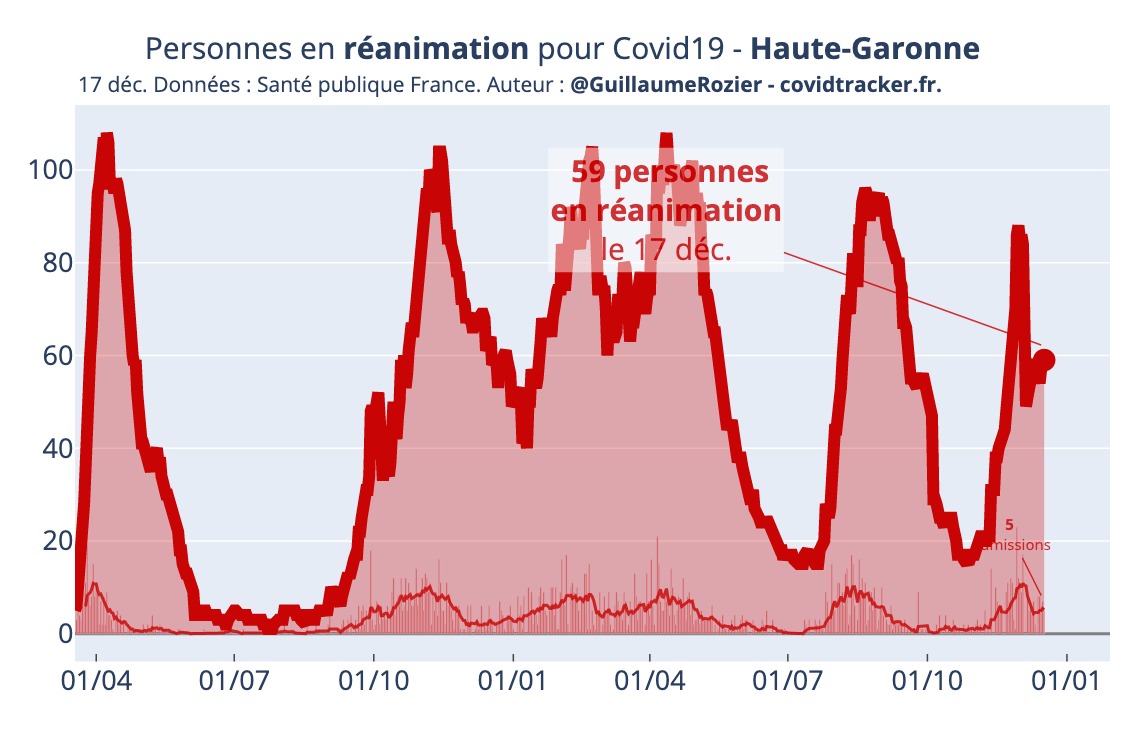 Personnes en réanimation pour Covid19 - Haute-Garonne
17 déc. Données : Santé publique France. Auteur : @GuillaumeRozier - covidtracker.fr.
59 personnes
en réanimation
le 17 déc.
100
80
60
40
20
0
5
admissions
01/04
01/07
01/10
01/01
01/04
01/07
01/10
01/01